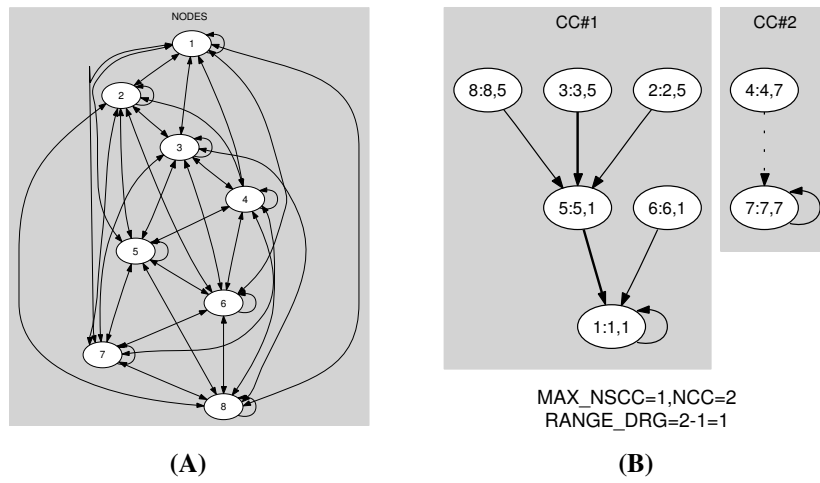 NODES
1
2
3
4
5
6
7
8
(A)
CC#1
CC#2
8:8,5
3:3,5
2:2,5
4:4,7
5:5,1
6:6,1
7:7,7
1:1,1
MAX_NSCC=1,NCC=2
RANGE_DRG=2-1=1
(B)